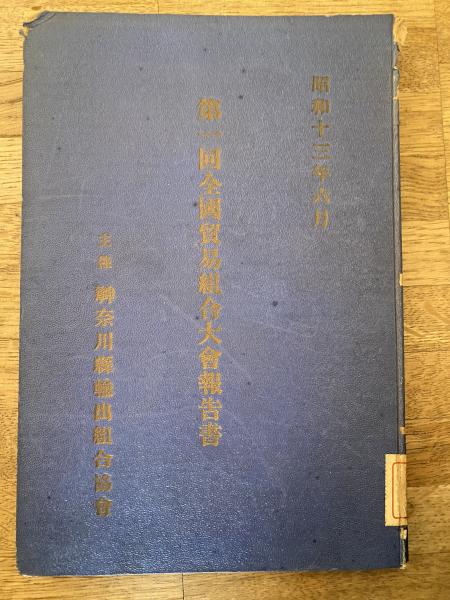 昭和十三年六月
第一回全國貿易組合大會報告書
主催 神奈川縣輸出組合協會